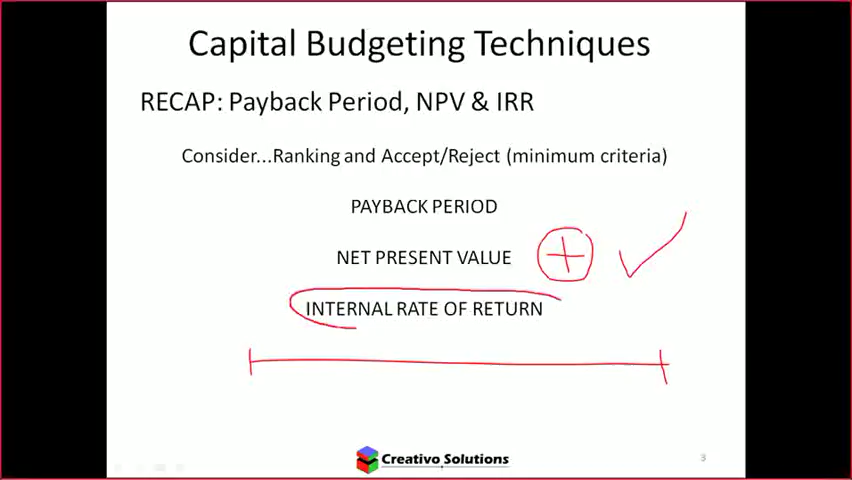 Capital Budgeting Techniques
RECAP: Payback Period, NPV & IRR
Consider...Ranking and Accept/Reject (minimum criteria)
PAYBACK PERIOD
NET PRESENT VALUE +
INTERNAL RATE OF RETURN
Creativo Solutions
3